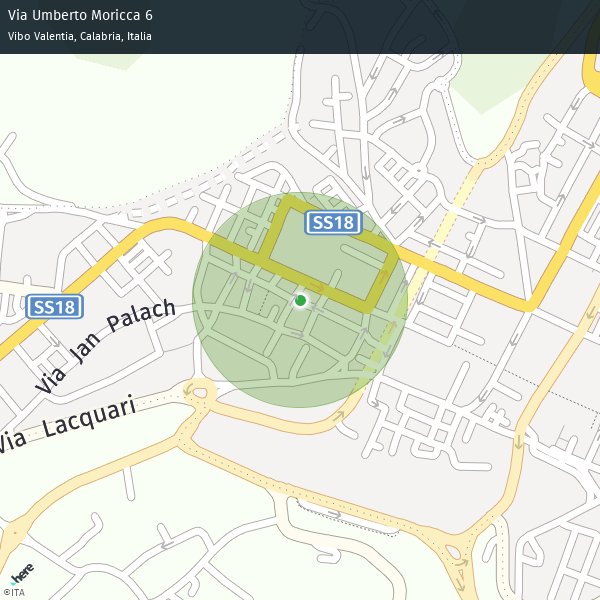 Via Umberto Moricca 6
Vibo Valentia, Calabria, Italia
SS18
SS18
Via Jan Palach
Via Lacquari
here
©ITA